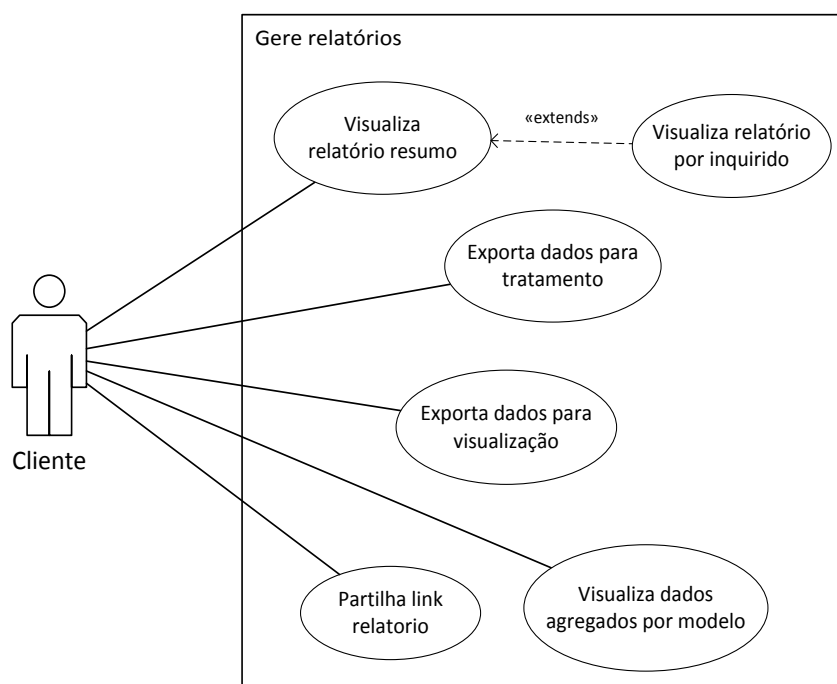 Gere relatórios
Visualiza
relatório resumo
«extends»
Visualiza relatório
por inquirido
Exporta dados para
tratamento
Exporta dados para
visualização
Cliente
Partilha link
relatorio
Visualiza dados
agregados por modelo